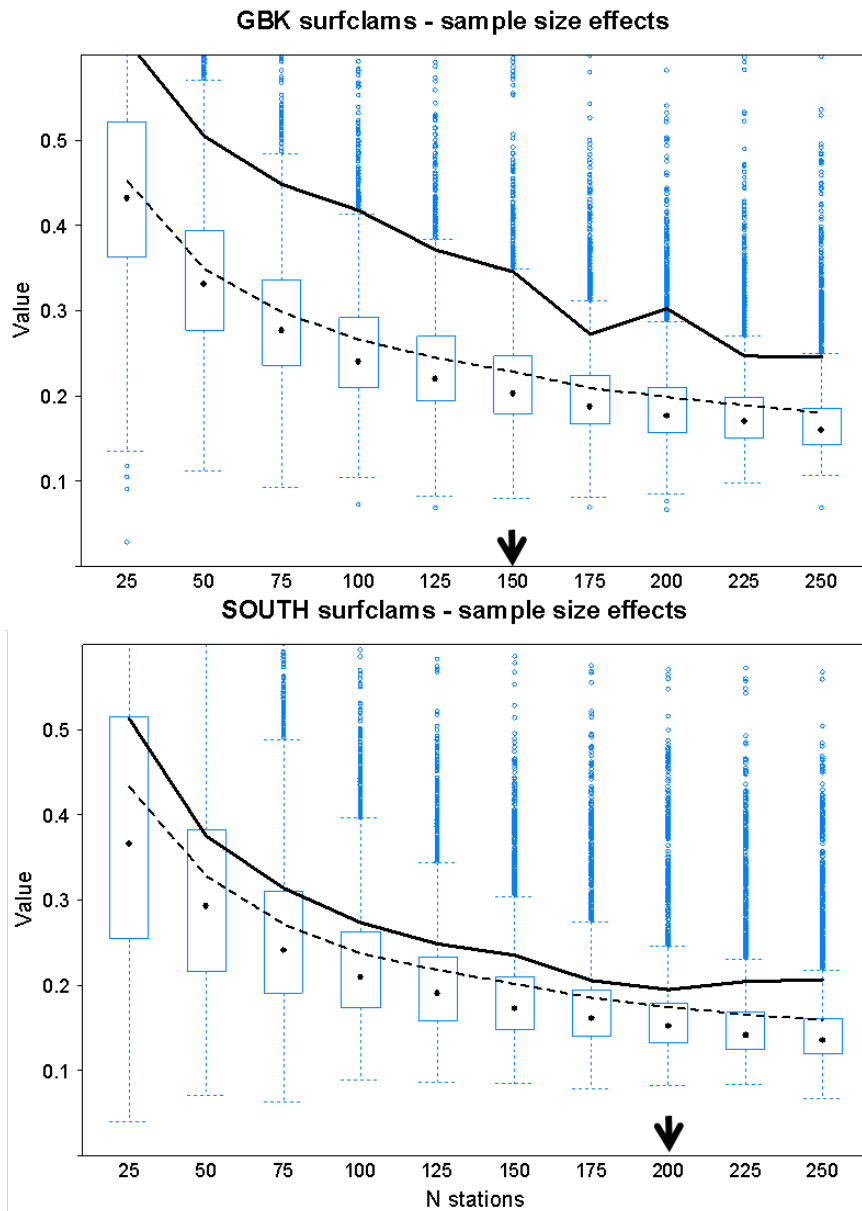 GBK surfclams - sample size effects
0.5
0.4
0.3
0.2
0.1
Value
25 50 75 100 125 150 175 200 225 250
SOUTH surfclams - sample size effects
0.5
0.4
0.3
0.2
0.1
Value
25 50 75 100 125 150 175 200 225 250
N stations